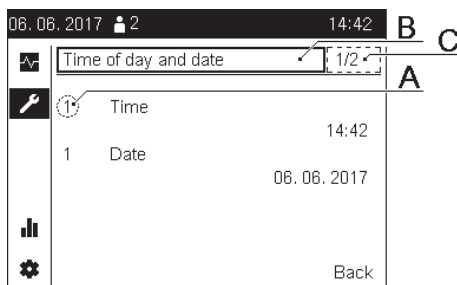 06. 06. 2017 2 14:42
Time of day and date 1/2
B
C
A
1 Time
14:42
1 Date
06. 06. 2017
Back